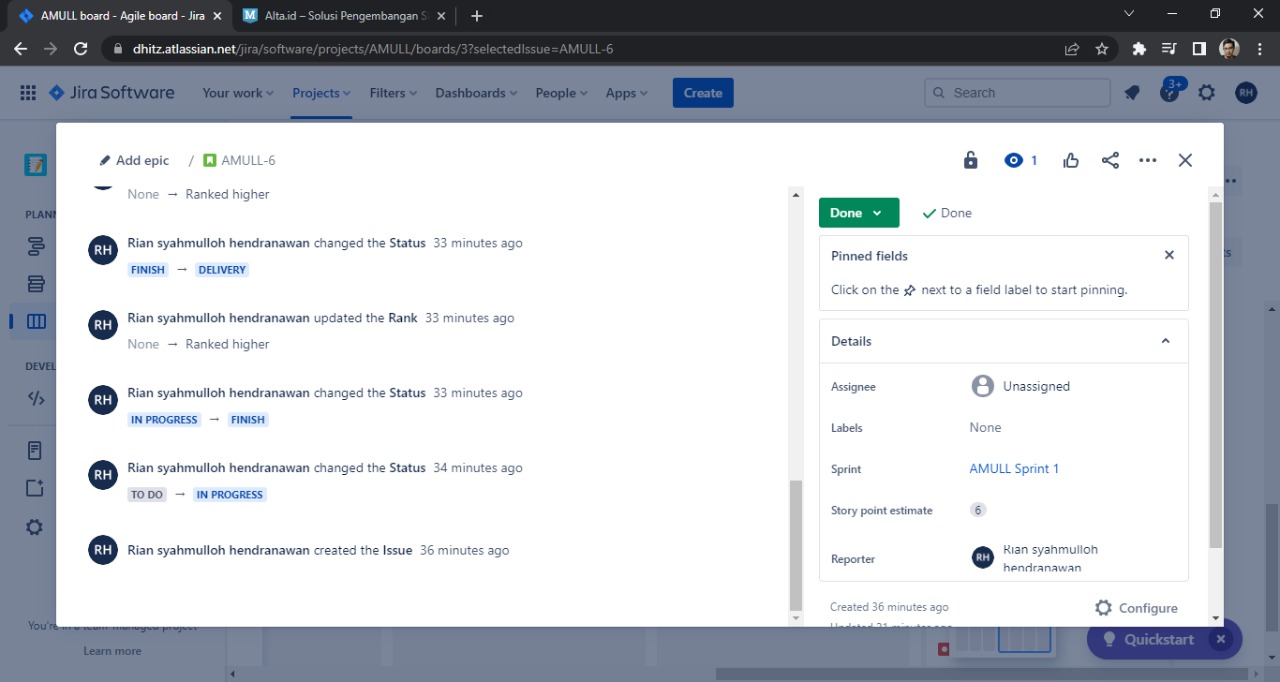 AMULL board - Agile board - Jira
Alta.id – Solusi Pengembangan S
dhitz.atlassian.net/jira/software/projects/AMULL/boards/3?selectedIssue=AMULL-6
Jira Software
Your work
Projects
Filters
Dashboards
People
Apps
Create
Search
3+
RH
Add epic
/
AMULL-6
1
PLANN
DEVEL
None → Ranked higher
RH
Rian syahmulloh hendranawan changed the Status 33 minutes ago
FINISH → DELIVERY
RH
Rian syahmulloh hendranawan updated the Rank 33 minutes ago
None → Ranked higher
RH
Rian syahmulloh hendranawan changed the Status 33 minutes ago
IN PROGRESS → FINISH
RH
Rian syahmulloh hendranawan changed the Status 34 minutes ago
TO DO → IN PROGRESS
RH
Rian syahmulloh hendranawan created the Issue 36 minutes ago
Done
Done
Pinned fields
Click on the next to a field label to start pinning.
Details
Assignee
Unassigned
Labels
None
Sprint
AMULL Sprint 1
Story point estimate
6
Reporter
RH
Rian syahmulloh
hendranawan
Created 36 minutes ago
Updated 31 minutes ago
Configure
You're in a team-managed project
Learn more
Quickstart